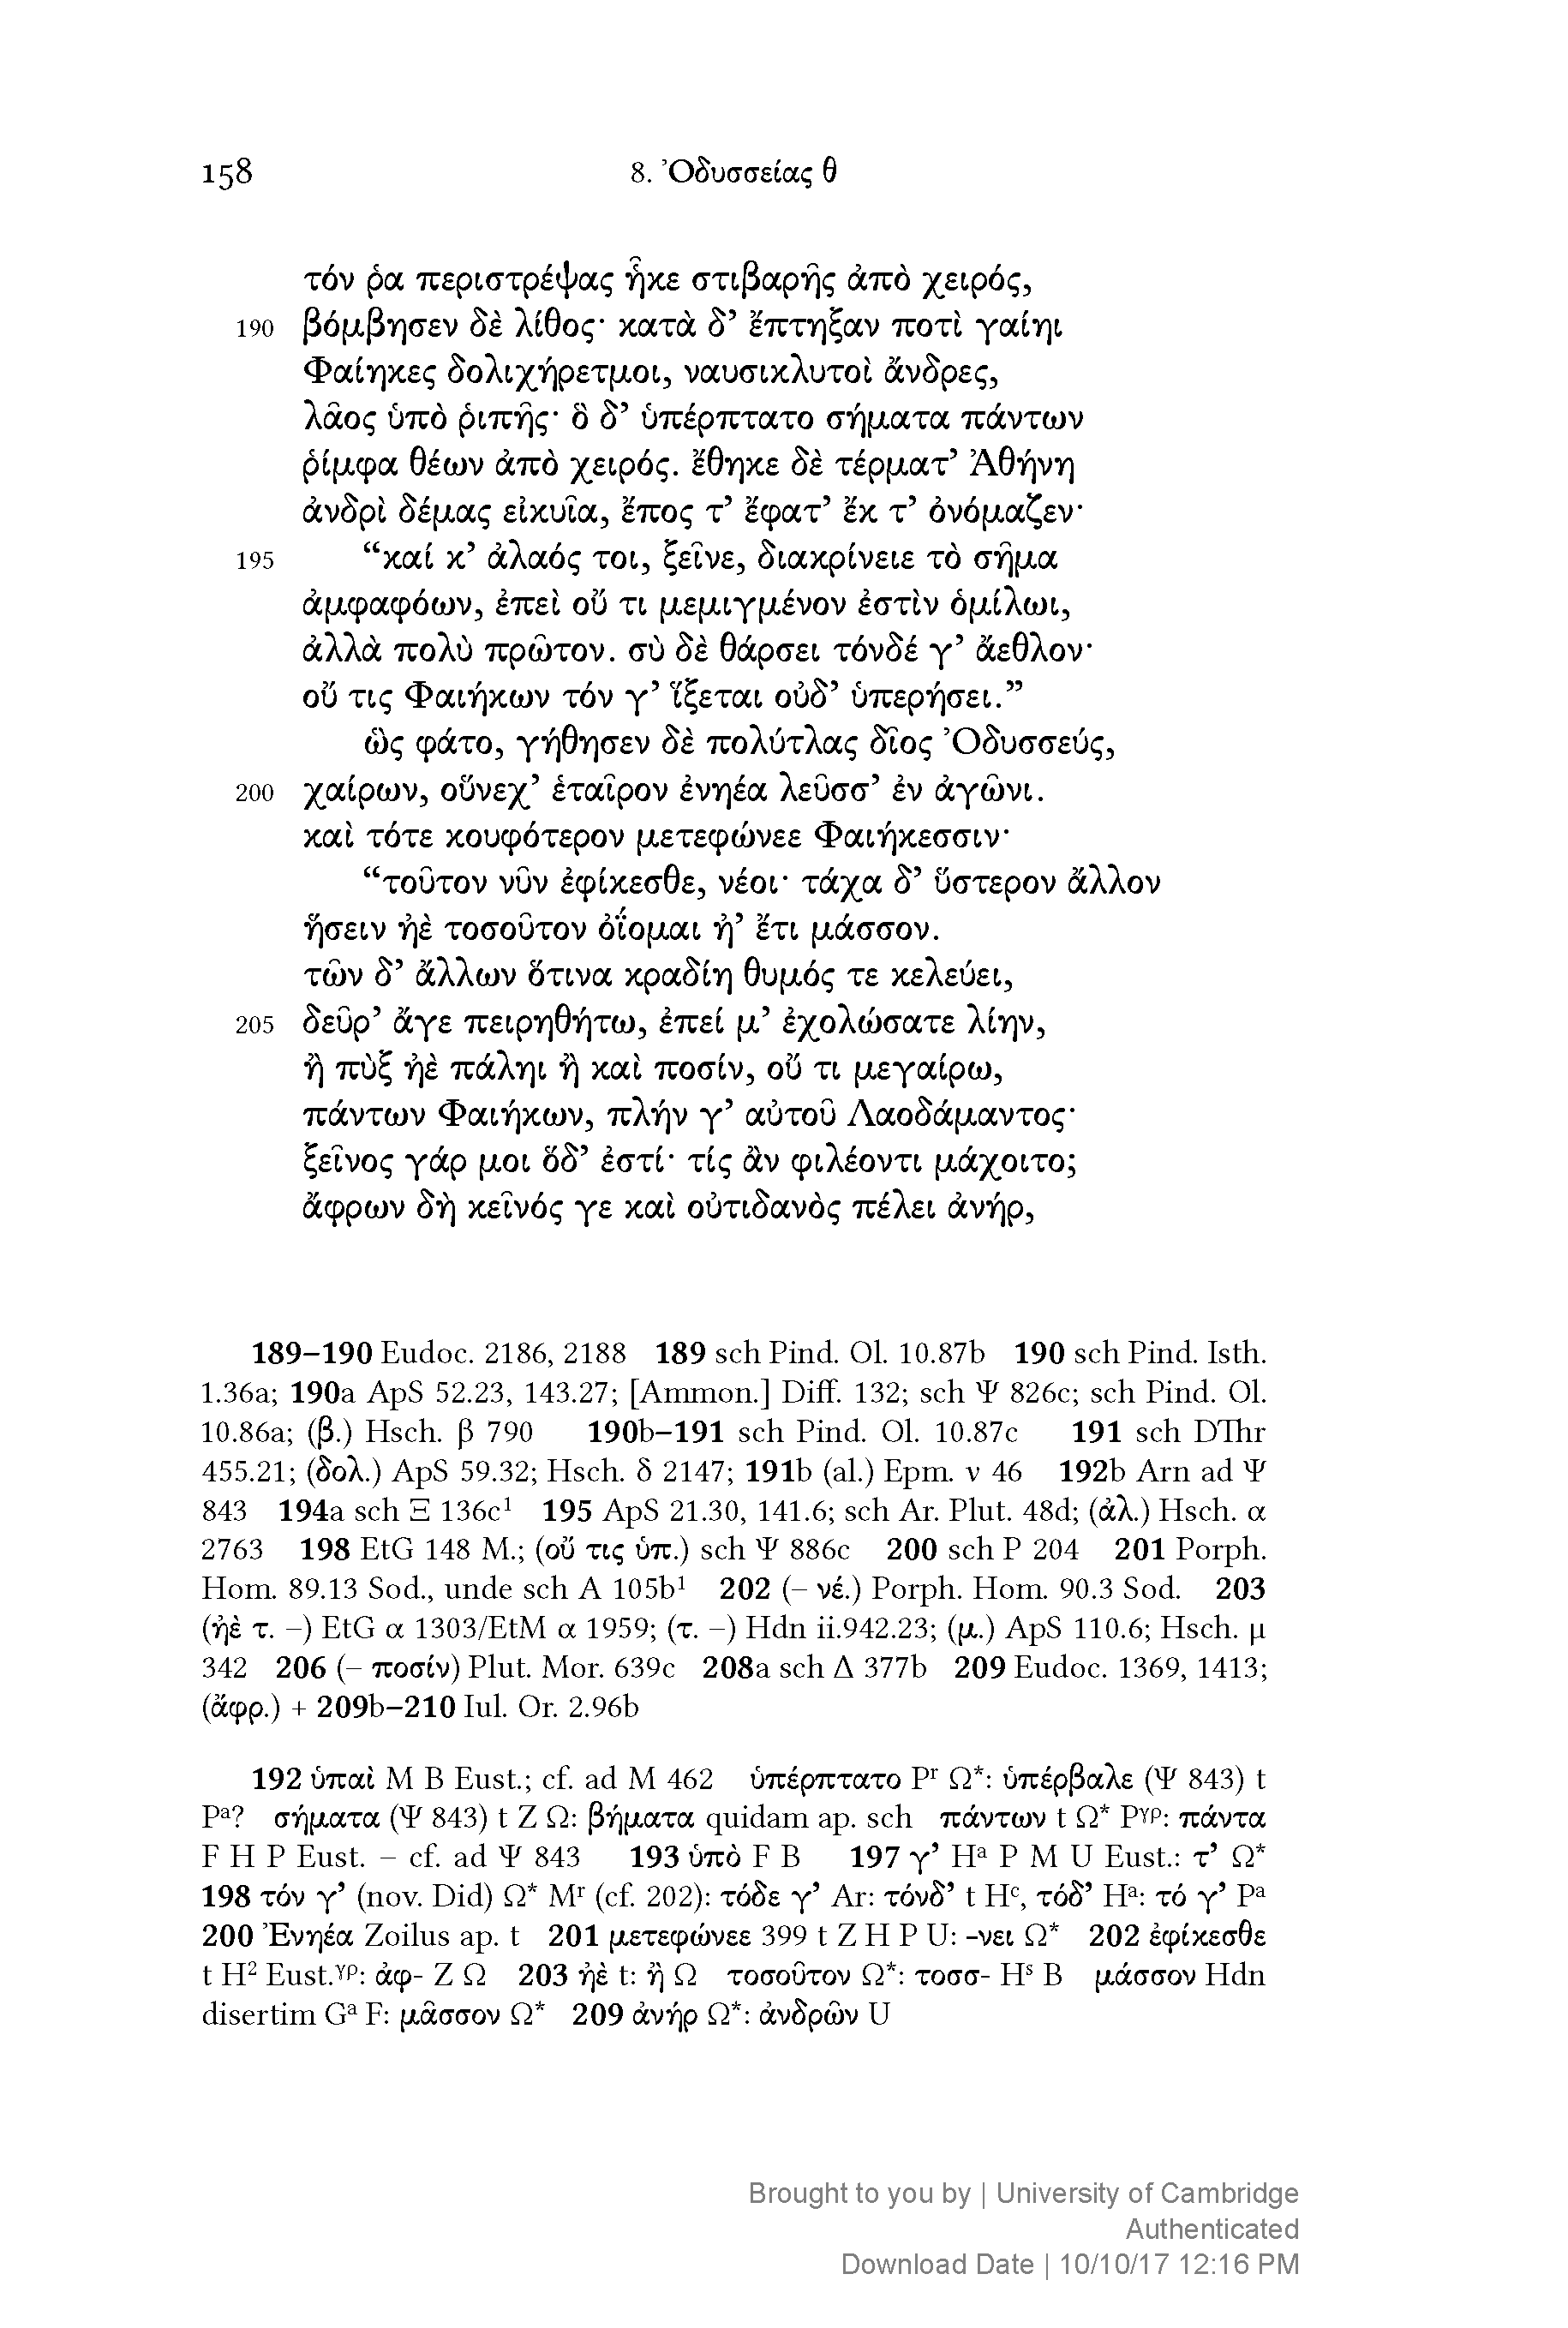 158 8. Ὀδυσσείας θ
τόν ῥα περιστρέψας ἧκε στιβαρῆς ἀπὸ χειρός,
190 βόμβησεν δὲ λίθος· κατὰ δ’ ἔπτηξαν ποτὶ γαίηι
Φαίηκες δολιχήρετμοι, ναυσικλυτοὶ ἄνδρες,
λᾶος ὑπὸ ῥιπῆς· ὃ δ’ ὑπέρπτατο σήματα πάντων
ῥίμφα θέων ἀπὸ χειρός. ἔθηκε δὲ τέρματ’ Ἀθήνη
ἀνδρὶ δέμας εἰκυῖα, ἔπος τ’ ἔφατ’ ἔκ τ’ ὀνόμαζεν·
195 “καί κ’ ἀλαός τοι, ξεῖνε, διακρίνειε τὸ σῆμα
ἀμφαφόων, ἐπεὶ οὔ τι μεμιγμένον ἐστὶν ὁμίλωι,
ἀλλὰ πολὺ πρῶτον. σὺ δὲ θάρσει τόνδέ γ’ ἄεθλον·
οὔ τις Φαιήκων τόν γ’ ἵξεται οὐδ’ ὑπερήσει.”
ὣς φάτο, γήθησεν δὲ πολύτλας δῖος Ὀδυσσεύς,
200 χαίρων, οὕνεχ’ ἑταῖρον ἐνηέα λεῦσσ’ ἐν ἀγῶνι.
καὶ τότε κουφότερον μετεφώνεε Φαιήκεσσιν·
“τοῦτον νῦν ἐφίκεσθε, νέοι· τάχα δ’ ὕστερον ἄλλον
ἥσειν ἠὲ τοσοῦτον ὀΐομαι ἠ’ ἔτι μάσσον.
τῶν δ’ ἄλλων ὅτινα κραδίη θυμός τε κελεύει,
205 δεῦρ’ ἄγε πειρηθήτω, ἐπεί μ’ ἐχολώσατε λίην,
ἢ πὺξ ἠὲ πάληι ἢ καὶ ποσίν, οὔ τι μεγαίρω,
πάντων Φαιήκων, πλήν γ’ αὐτοῦ Λαοδάμαντος·
ξεῖνος γάρ μοι ὅδ’ ἐστί· τίς ἂν φιλέοντι μάχοιτο;
ἄφρων δὴ κεῖνός γε καὶ οὐτιδανὸς πέλει ἀνήρ,
189–190 Eudoc. 2186, 2188 189 sch Pind. Ol. 10.87b 190 sch Pind. Isth.
1.36a; 190a ApS 52.23, 143.27; [Ammon.] Diff. 132; sch Ψ 826c; sch Pind. Ol.
10.86a; (β.) Hsch. β 790 190b–191 sch Pind. Ol. 10.87c 191 sch DThr
455.21; (δολ.) ApS 59.32; Hsch. δ 2147; 191b (al.) Epm. ν 46 192b Arn ad Ψ
843 194a sch Ξ 136c¹ 195 ApS 21.30, 141.6; sch Ar. Plut. 48d; (ἀλ.) Hsch. α
2763 198 EtG 148 M.; (οὔ τις ὑπ.) sch Ψ 886c 200 sch P 204 201 Porph.
Hom. 89.13 Sod., unde sch A 105b¹ 202 (– νέ.) Porph. Hom. 90.3 Sod. 203
(ἠὲ τ. –) EtG α 1303/EtM α 1959; (τ. –) Hdn ii.942.23; (μ.) ApS 110.6; Hsch. μ
342 206 (– ποσίν) Plut. Mor. 639c 208a sch Δ 377b 209 Eudoc. 1369, 1413;
(ἄφρ.) + 209b–210 Iul. Or. 2.96b
192 ὑπαὶ M B Eust.; cf. ad M 462 ὑπέρπτατο Pʳ Ω*: ὑπέρβαλε (Ψ 843) t
Pᵃ? σήματα (Ψ 843) t Z Ω: βήματα quidam ap. sch πάντων t Ω* Pᵞᵖ: πάντα
F H P Eust. – cf. ad Ψ 843 193 ὑπὸ F B 197 γ’ Hᵃ P M U Eust.: τ’ Ω*
198 τόν γ’ (nov. Did) Ω* Mʳ (cf. 202): τόδε γ’ Ar: τόνδ’ t Hᶜ, τόδ’ Hᵃ: τό γ’ Pᵃ
200 Ἐνηέα Zoilus ap. t 201 μετεφώνεε 399 t Z H P U: -νει Ω* 202 ἐφίκεσθε
t H² Eust.ᵞᵖ: ἀφ- Z Ω 203 ἠὲ t: ἢ Ω τοσοῦτον Ω*: τοσσ- Hˢ B μάσσον Hdn
disertim Gᵃ F: μᾶσσον Ω* 209 ἀνήρ Ω*: ἀνδρῶν U
Brought to you by | University of Cambridge
Authenticated
Download Date | 10/10/17 12:16 PM